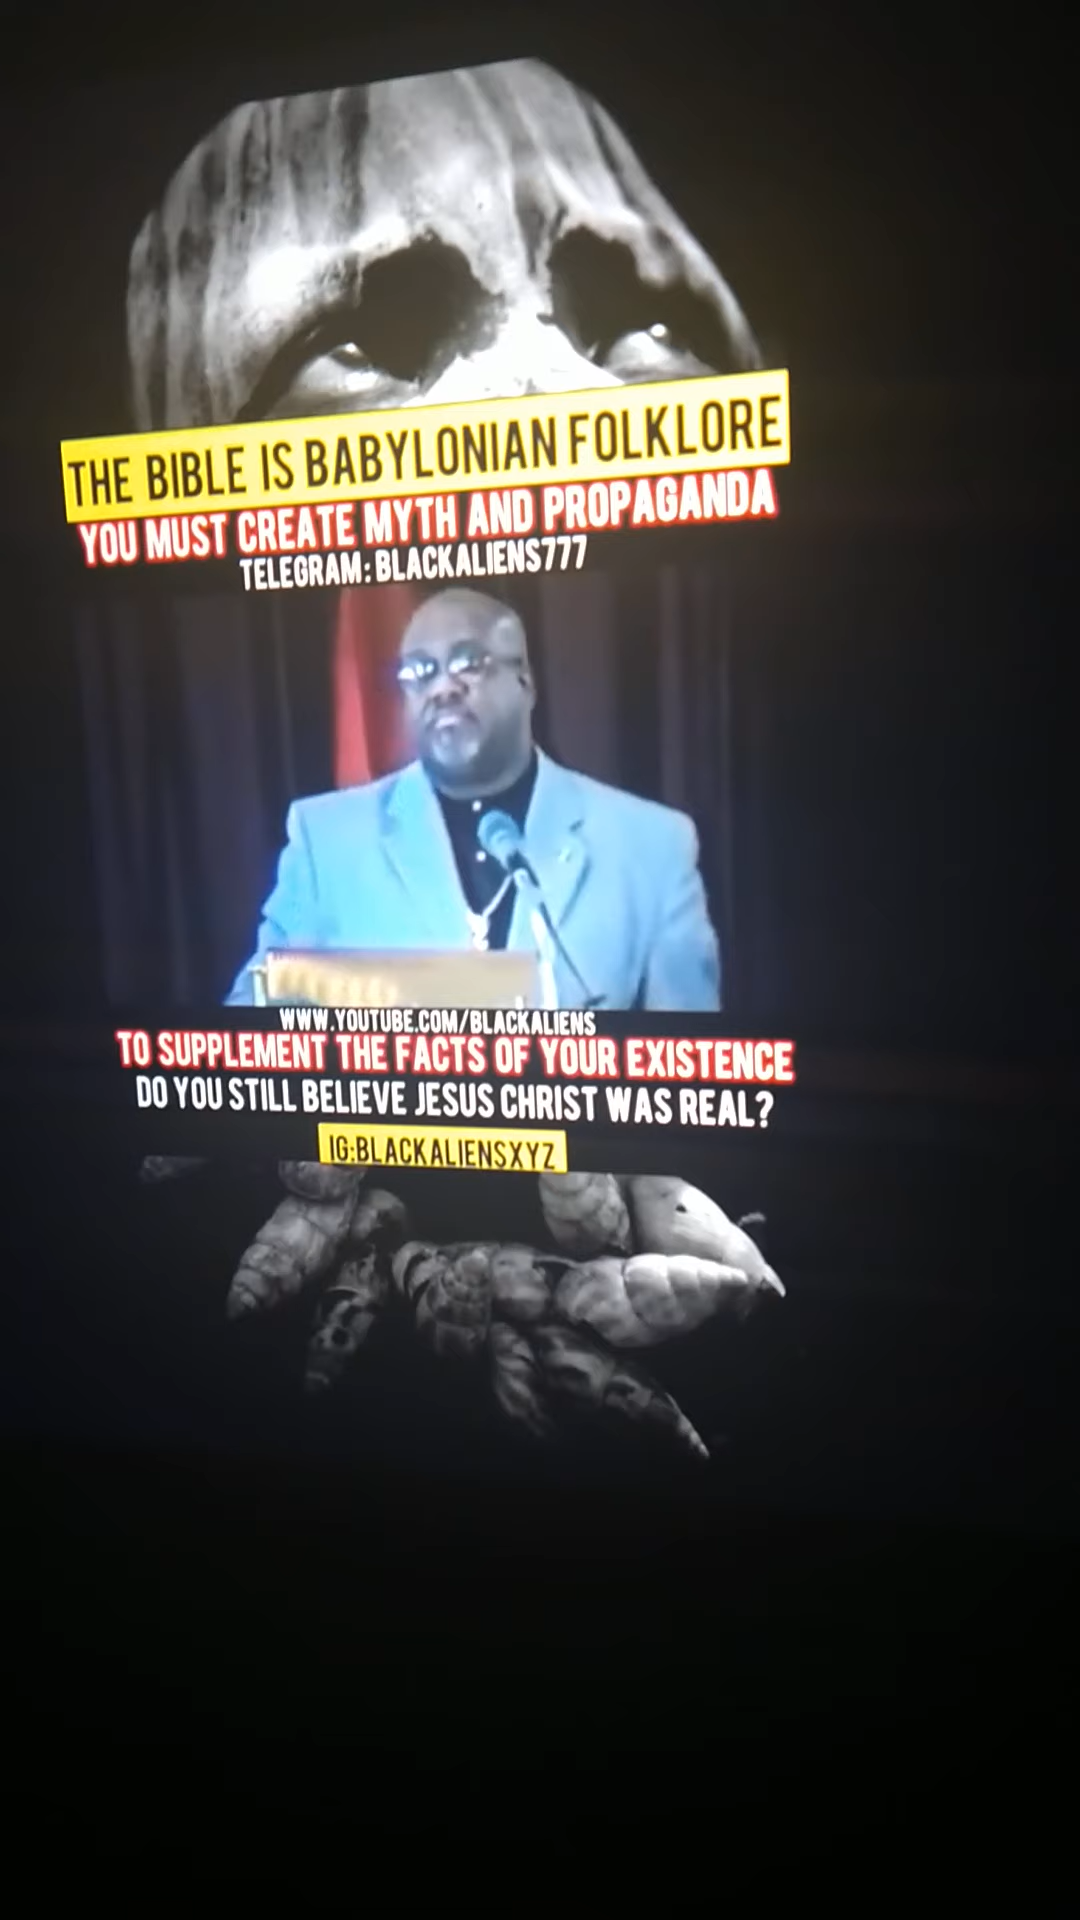 THE BIBLE IS BABYLONIAN FOLKLORE
YOU MUST CREATE MYTH AND PROPAGANDA
TELEGRAM: BLACKALIENS777
WWW.YOUTUBE.COM/BLACKALIENS
TO SUPPLEMENT THE FACTS OF YOUR EXISTENCE
DO YOU STILL BELIEVE JESUS CHRIST WAS REAL?
IG:BLACKALIENSXYZ